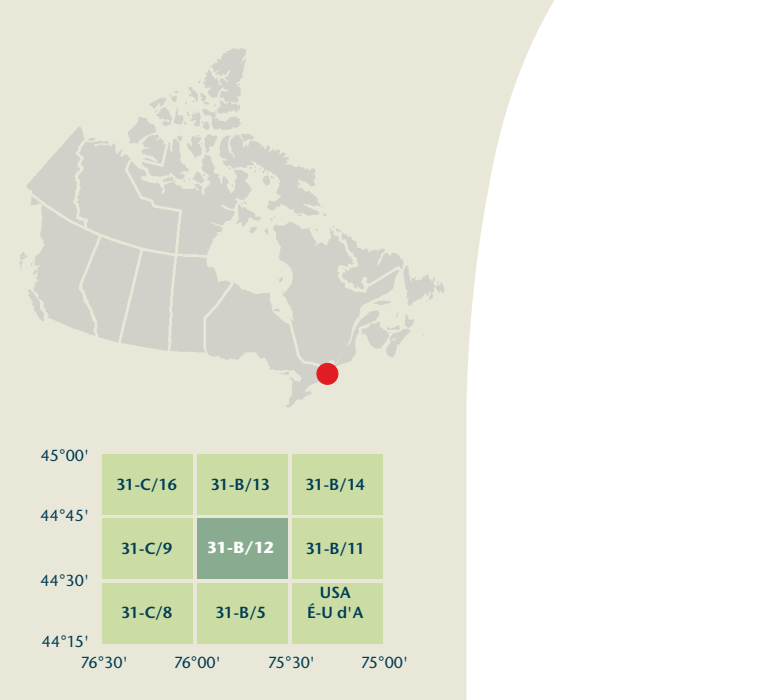 45°00'
31-C/16 31-B/13 31-B/14
44°45'
31-C/9 31-B/12 31-B/11
44°30'
USA
31-C/8 31-B/5 É-U d'A
44°15'
76°30' 76°00' 75°30' 75°00'